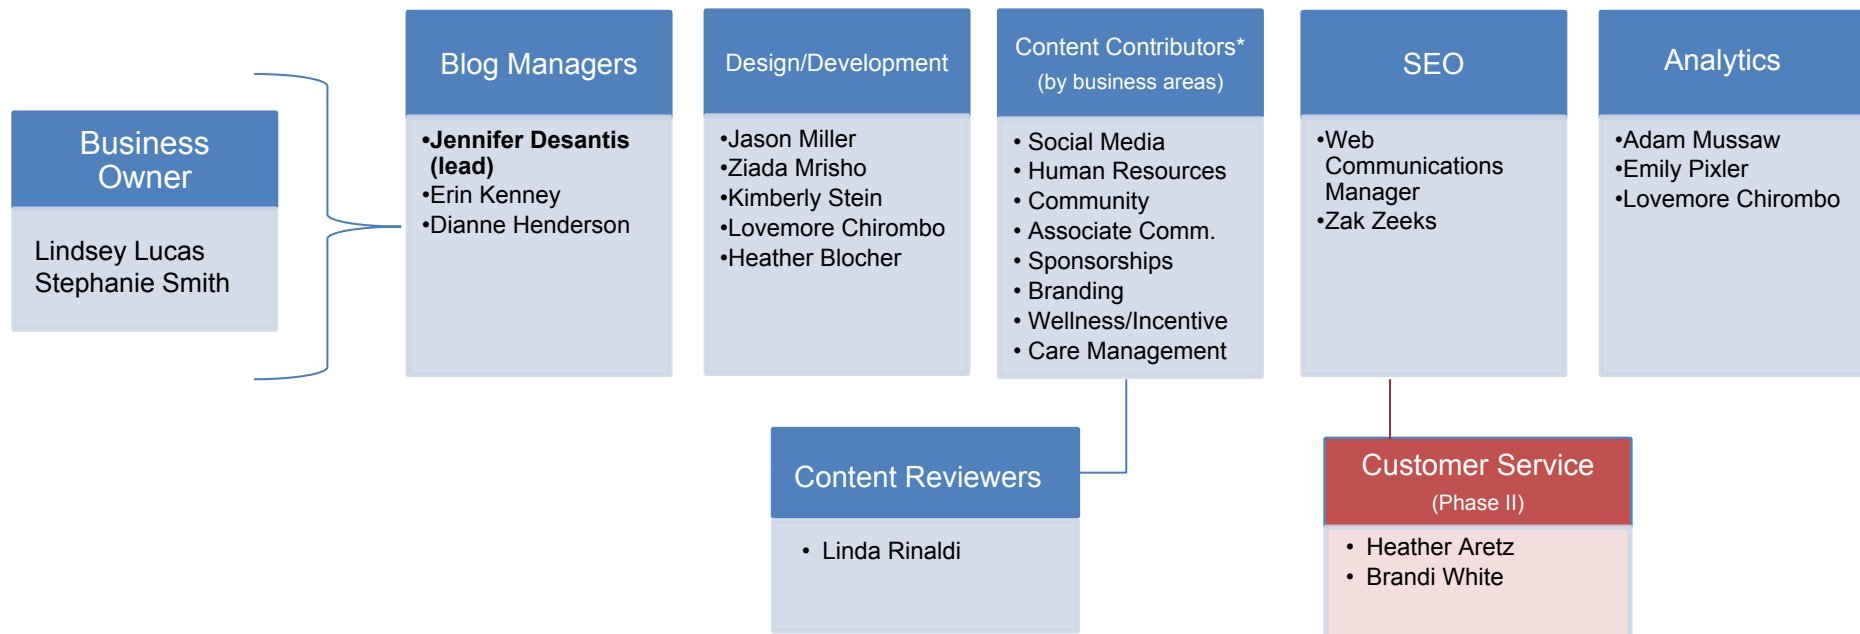 Business
Owner
Lindsey Lucas
Stephanie Smith
Blog Managers
•Jennifer Desantis
(lead)
•Erin Kenney
•Dianne Henderson
Design/Development
•Jason Miller
•Ziada Mrisho
•Kimberly Stein
•Lovemore Chirombo
•Heather Blocher
Content Contributors*
(by business areas)
• Social Media
• Human Resources
• Community
• Associate Comm.
• Sponsorships
• Branding
• Wellness/Incentive
• Care Management
SEO
•Web
Communications
Manager
•Zak Zeeks
Analytics
•Adam Mussaw
•Emily Pixler
•Lovemore Chirombo
Content Reviewers
• Linda Rinaldi
Customer Service
(Phase II)
• Heather Aretz
• Brandi White